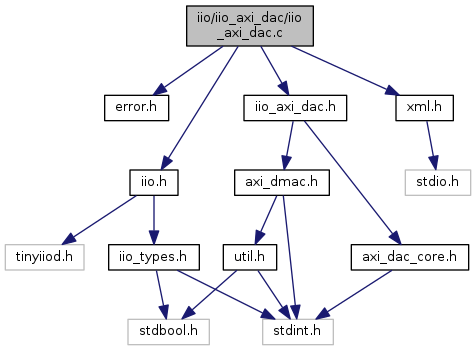 iio/iio_axi_dac/iio
_axi_dac.c
error.h
iio_axi_dac.h
xml.h
iio.h
axi_dmac.h
stdio.h
tinyiiod.h
iio_types.h
util.h
axi_dac_core.h
stdbool.h
stdint.h